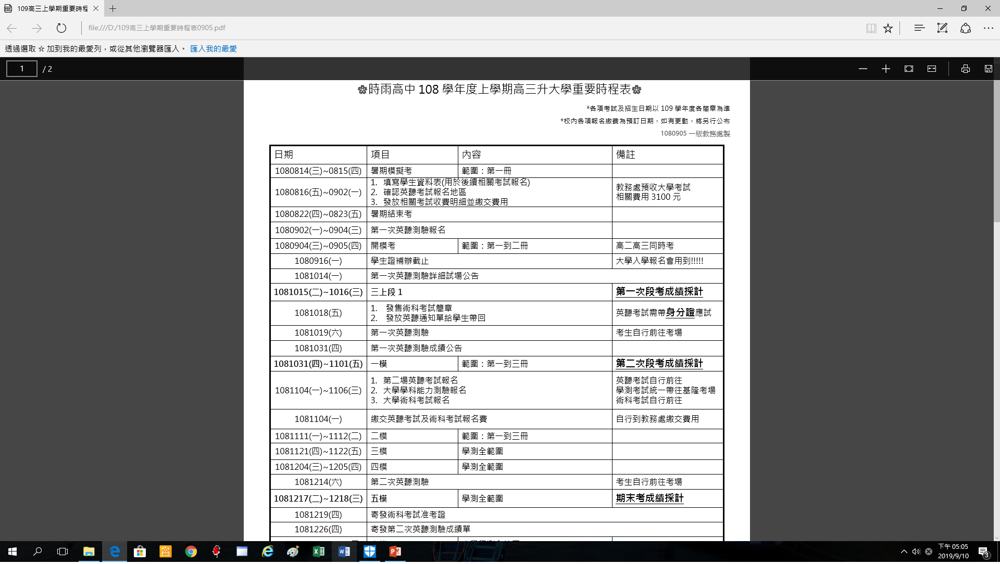 109高三上學期重要時程
file:///D:/109高三上學期重要時程表0905.pdf
透過選取 ☆ 加到我的最愛列，或從其他瀏覽器匯入。 匯入我的最愛
1 / 2
時雨高中 108 學年度上學期高三升大學重要時程表
*各項考試及招生日期以 109 學年度各簡章為準
*校內各項報名繳費為預訂日期，如有更動，將另行公布
1080905 一版教務處製
日期 項目 內容 備註
1080814(三)~0815(四) 暑期模擬考 範圍：第一冊
1080816(五)~0902(一)
1. 填寫學生資料表(用於後續相關考試報名)
2. 確認英聽考試報名地區
3. 發放相關考試收費明細並繳交費用
教務處預收大學考試
相關費用 3100 元
1080822(四)~0823(五) 暑期結束考
1080902(一)~0904(三) 第一次英聽測驗報名
1080904(三)~0905(四) 開模考 範圍：第一到二冊 高二高三同時考
1080916(一) 學生證補辦截止 大學入學報名會用到!!!!!
1081014(一) 第一次英聽測驗詳細試場公告
1081015(二)~1016(三) 三上段 1 第一次段考成績採計
1081018(五)
1. 發售術科考試簡章
2. 發放英聽通知單給學生帶回
英聽考試需帶身分證應試
1081019(六) 第一次英聽測驗 考生自行前往考場
1081031(四) 第一次英聽測驗成績公告
1081031(四)~1101(五) 一模 範圍：第一到三冊 第二次段考成績採計
1081104(一)~1106(三)
1. 第二場英聽考試報名
2. 大學學科能力測驗報名
3. 大學術科考試報名
英聽考試自行前往
學測考試統一帶往基隆考場
術科考試自行前往
1081104(一) 繳交英聽考試及術科考試報名費 自行到教務處繳交費用
1081111(一)~1112(二) 二模 範圍：第一到三冊
1081121(四)~1122(五) 三模 學測全範圍
1081204(三)~1205(四) 四模 學測全範圍
1081214(六) 第二次英聽測驗 考生自行前往考場
1081217(二)~1218(三) 五模 學測全範圍 期末考成績採計
1081219(四) 寄發術科考試准考證
1081226(四) 寄發第二次英聽測驗成績單
下午 05:05
2019/9/10
3